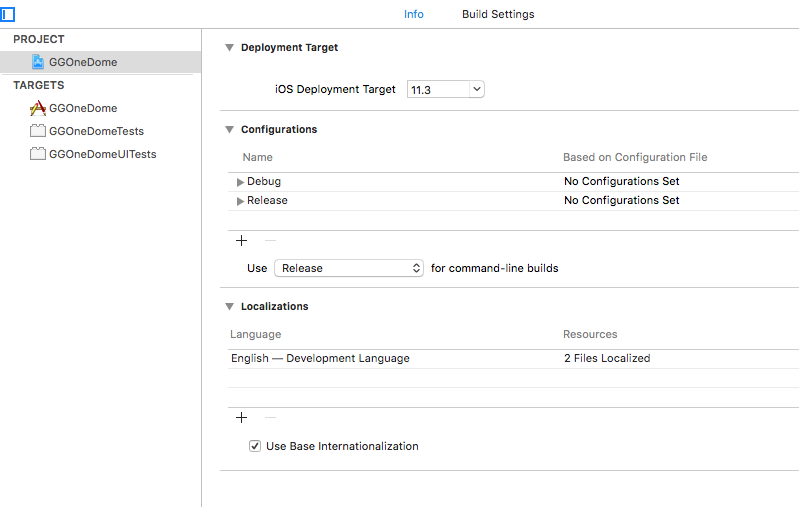 Info Build Settings
PROJECT
GGOneDome
TARGETS
GGOneDome
GGOneDomeTests
GGOneDomeUITests
Deployment Target
iOS Deployment Target 11.3
Configurations
Name Based on Configuration File
Debug No Configurations Set
Release No Configurations Set
Use Release for command-line builds
Localizations
Language Resources
English — Development Language 2 Files Localized
Use Base Internationalization